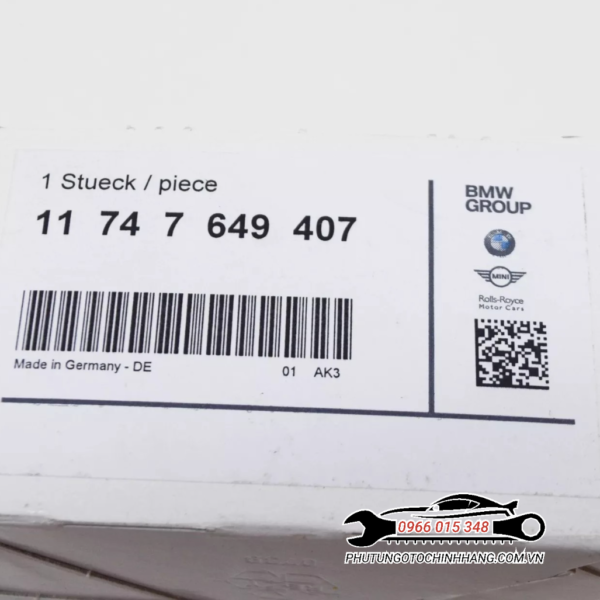 1 Stueck / piece
11 74 7 649 407
Made in Germany - DE
01 AK3
BMW
GROUP
MINI
Rolls-Royce
Motor Cars
0966 015 348
PHUTUNGOTOCHINHHANG.COM.VN